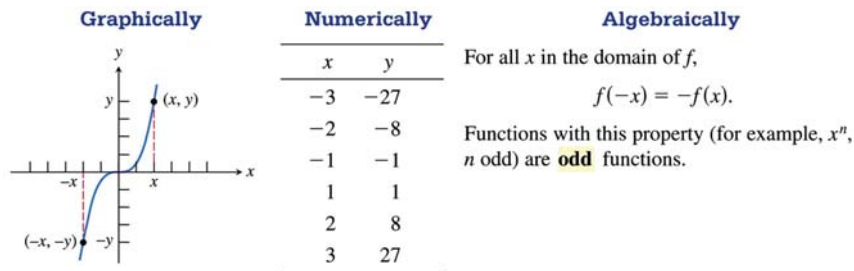 Graphically
y
y
(x, y)
x
-x
x
(-x, -y)
-y
Numerically
x y
-3 -27
-2 -8
-1 -1
1 1
2 8
3 27
Algebraically
For all x in the domain of f,
f(-x) = -f(x).
Functions with this property (for example, xⁿ,
n odd) are odd functions.